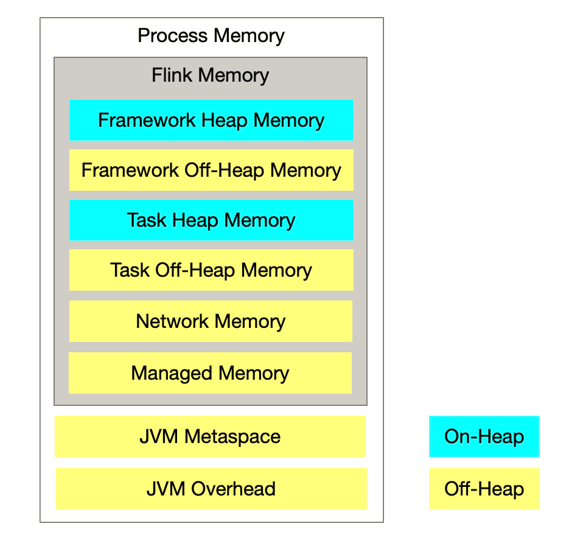 Process Memory
Flink Memory
Framework Heap Memory
Framework Off-Heap Memory
Task Heap Memory
Task Off-Heap Memory
Network Memory
Managed Memory
JVM Metaspace
JVM Overhead
On-Heap
Off-Heap